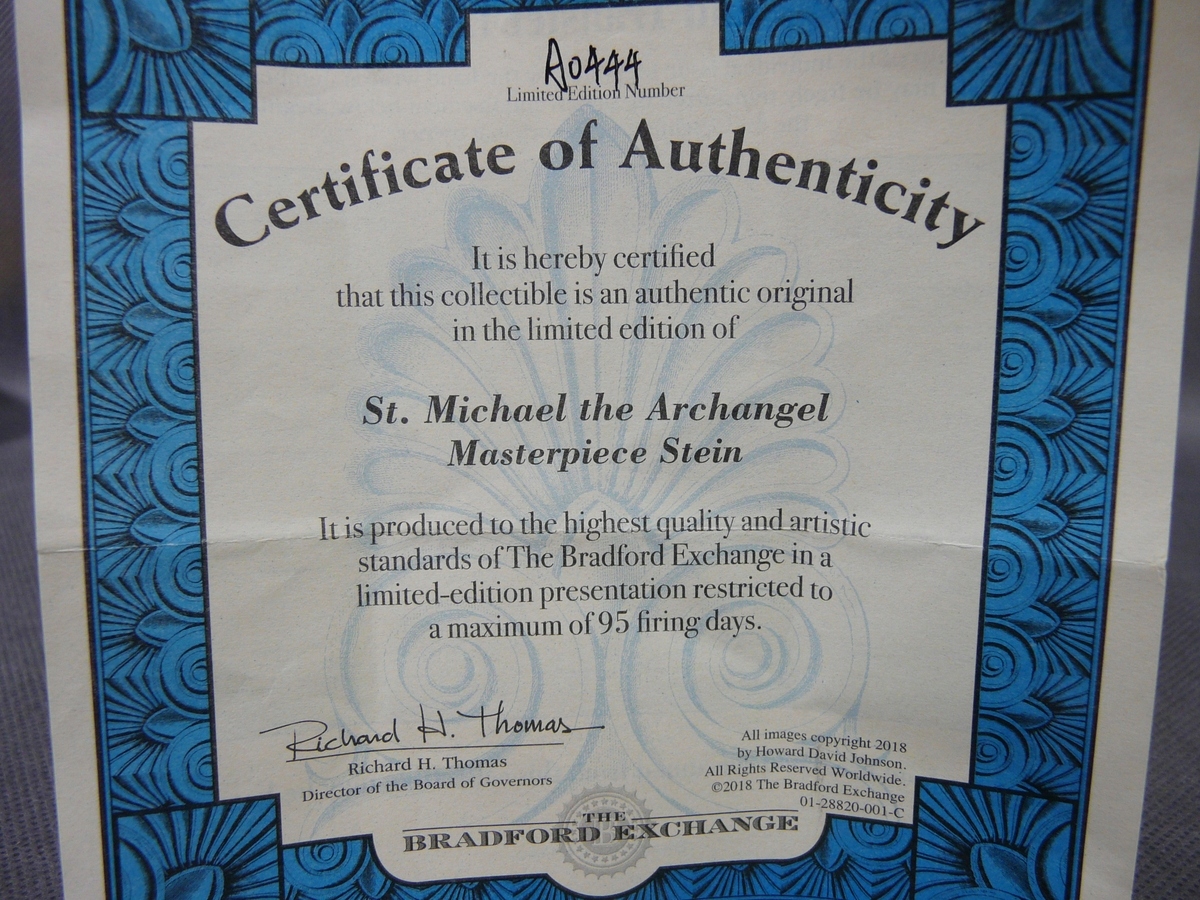 A0444
Limited Edition Number
Certificate of Authenticity
It is hereby certified
that this collectible is an authentic original
in the limited edition of
St. Michael the Archangel
Masterpiece Stein
It is produced to the highest quality and artistic
standards of The Bradford Exchange in a
limited-edition presentation restricted to
a maximum of 95 firing days.
Richard H. Thomas
Richard H. Thomas
Director of the Board of Governors
All images copyright 2018
by Howard David Johnson.
All Rights Reserved Worldwide.
©2018 The Bradford Exchange
01-28820-001-C
THE
BRADFORD EXCHANGE